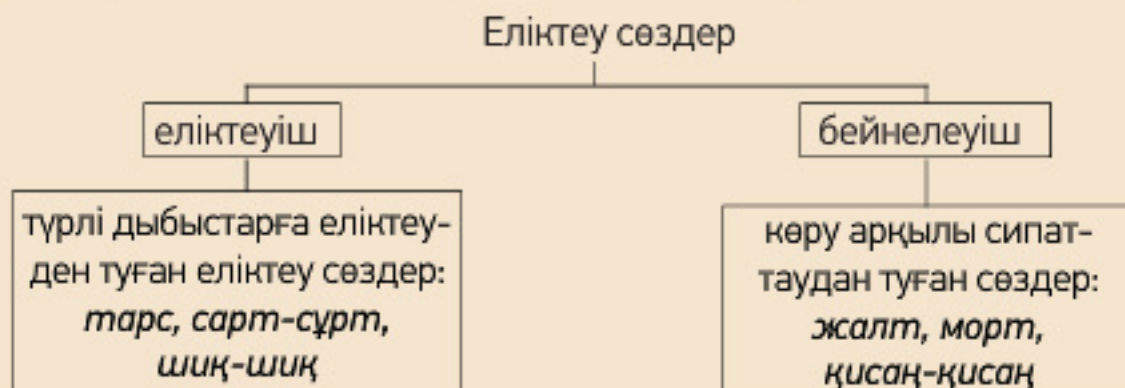 Еліктеу сөздер
еліктеуіш
бейнелеуіш
түрлі дыбыстарға еліктеу-
ден туған еліктеу сөздер:
тарс, сарт-сұрт,
шиқ-шиқ
көру арқылы сипат-
таудан туған сөздер:
жалт, морт,
қисаң-қисаң